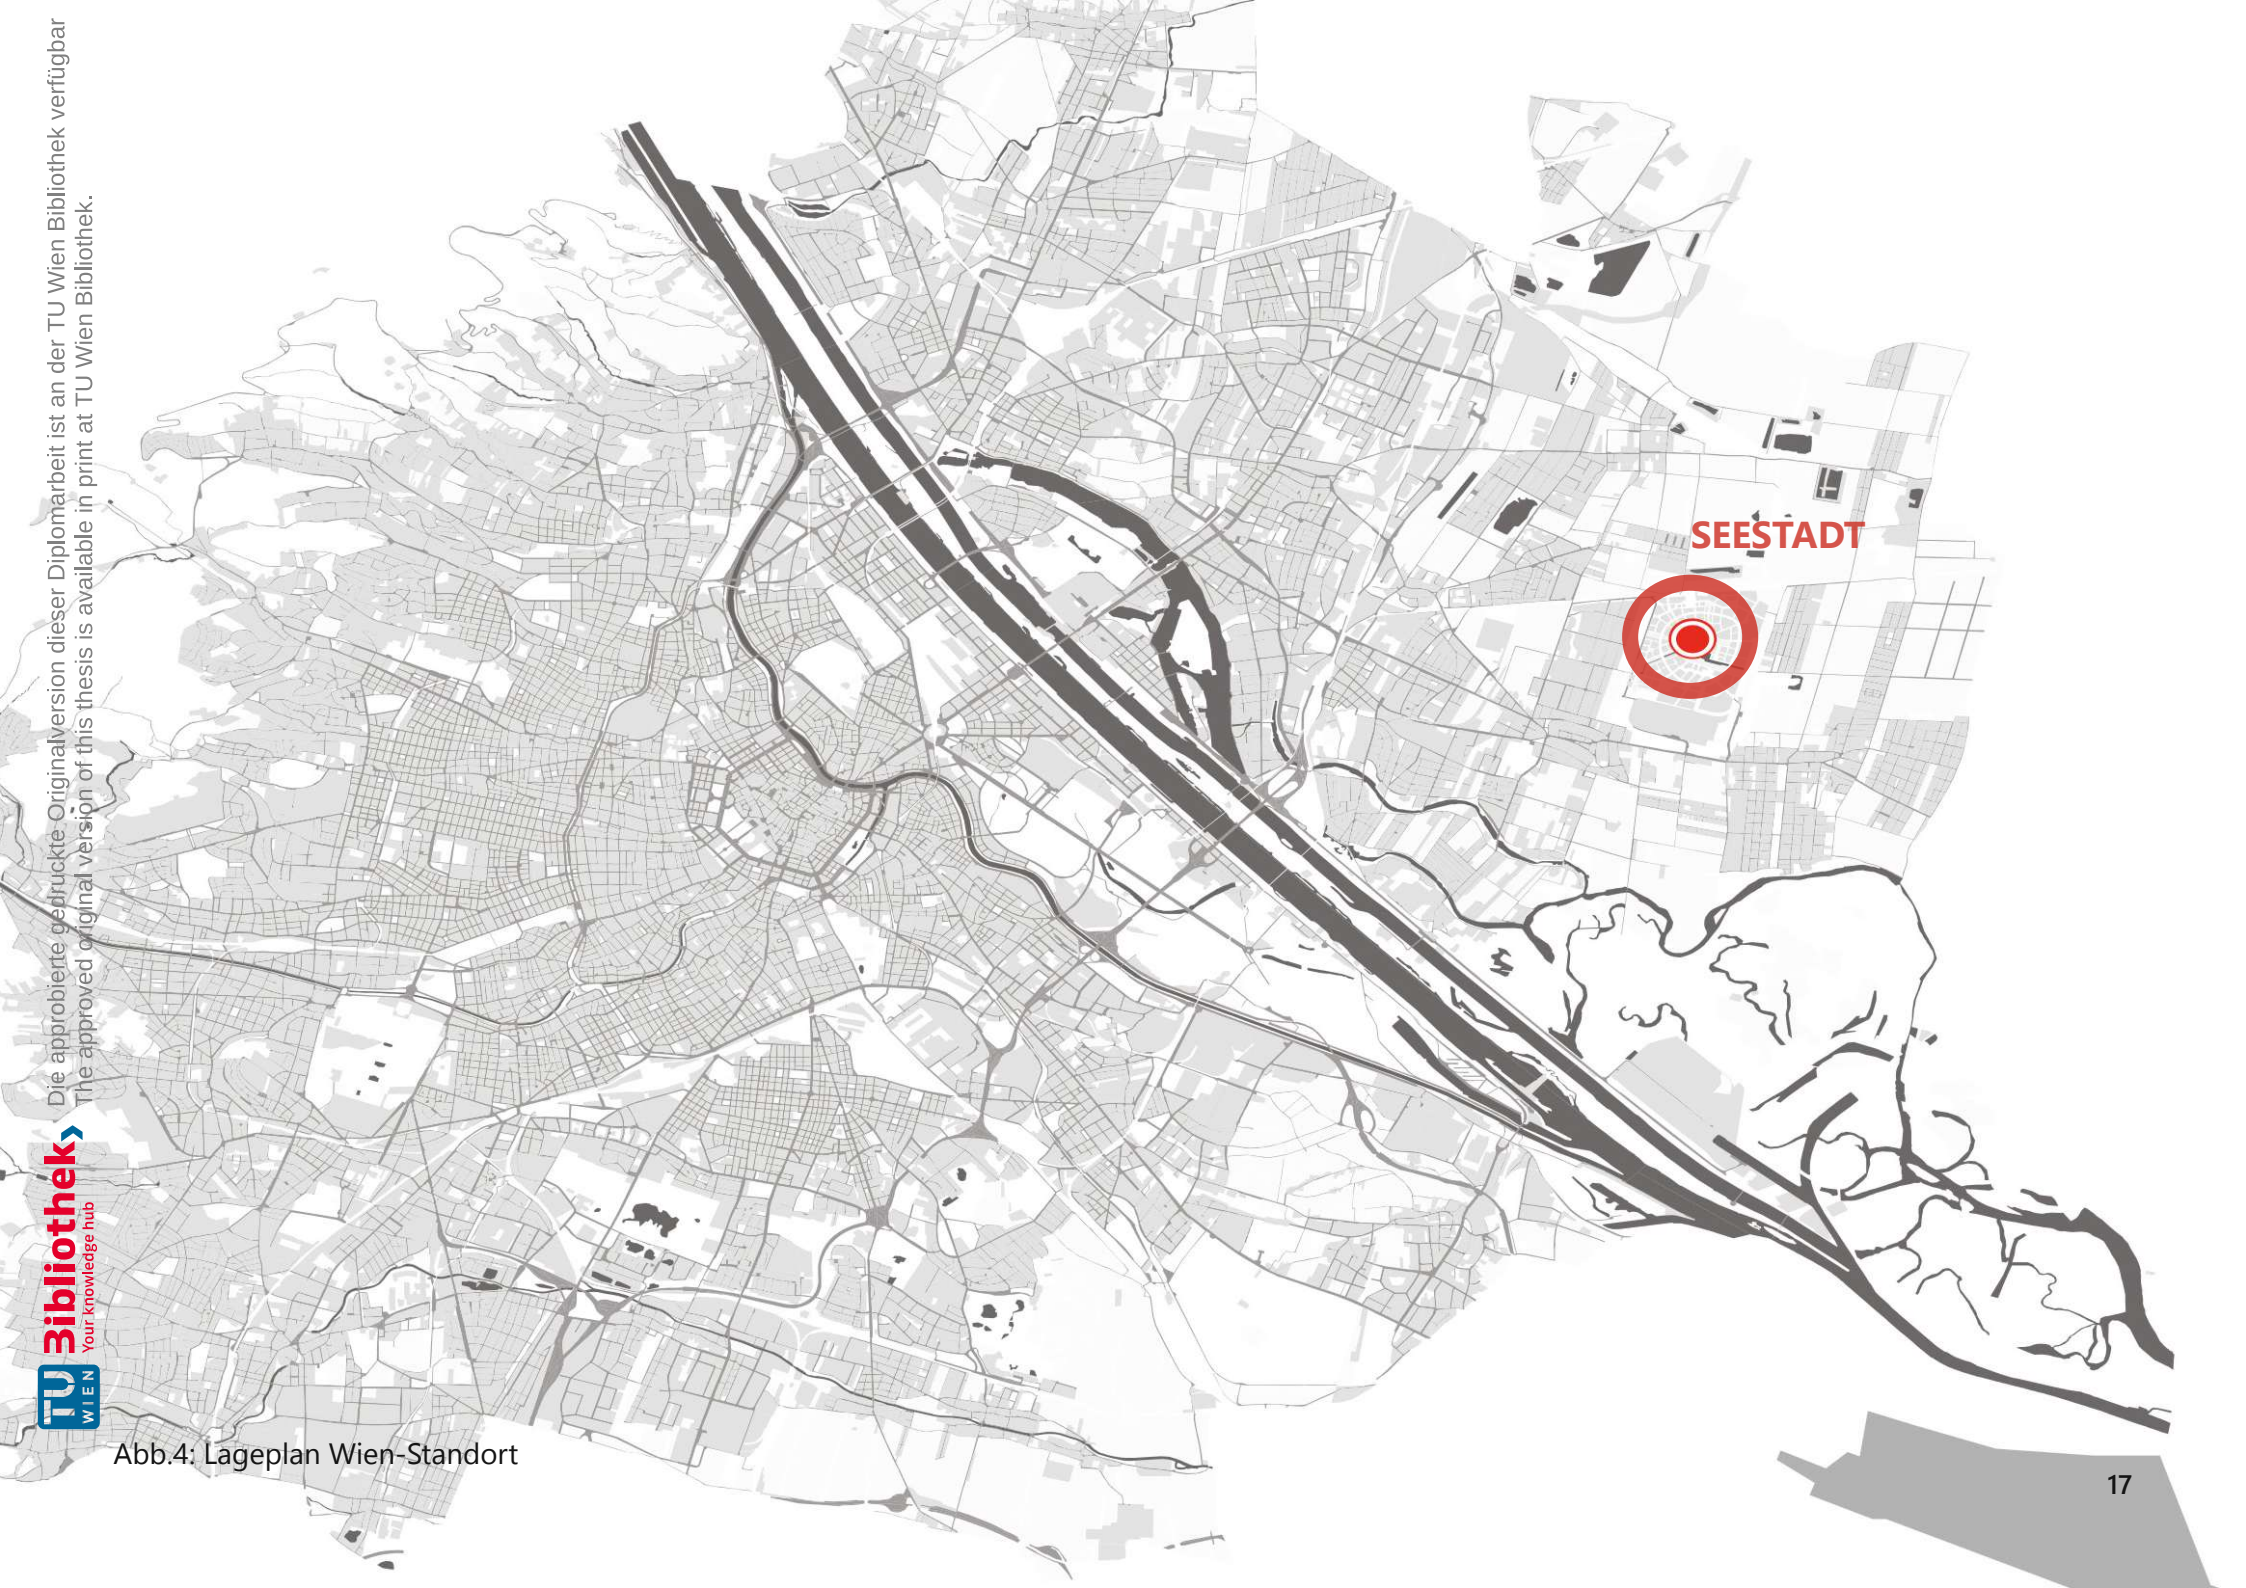 Die approbierte gedruckte Originalversion dieser Diplomarbeit ist an der TU Wien Bibliothek verfügbar
The approved original version of this thesis is available in print at TU Wien Bibliothek.
TU WIEN
Bibliothek
Your knowledge hub
SEESTADT
Abb.4: Lageplan Wien-Standort
17